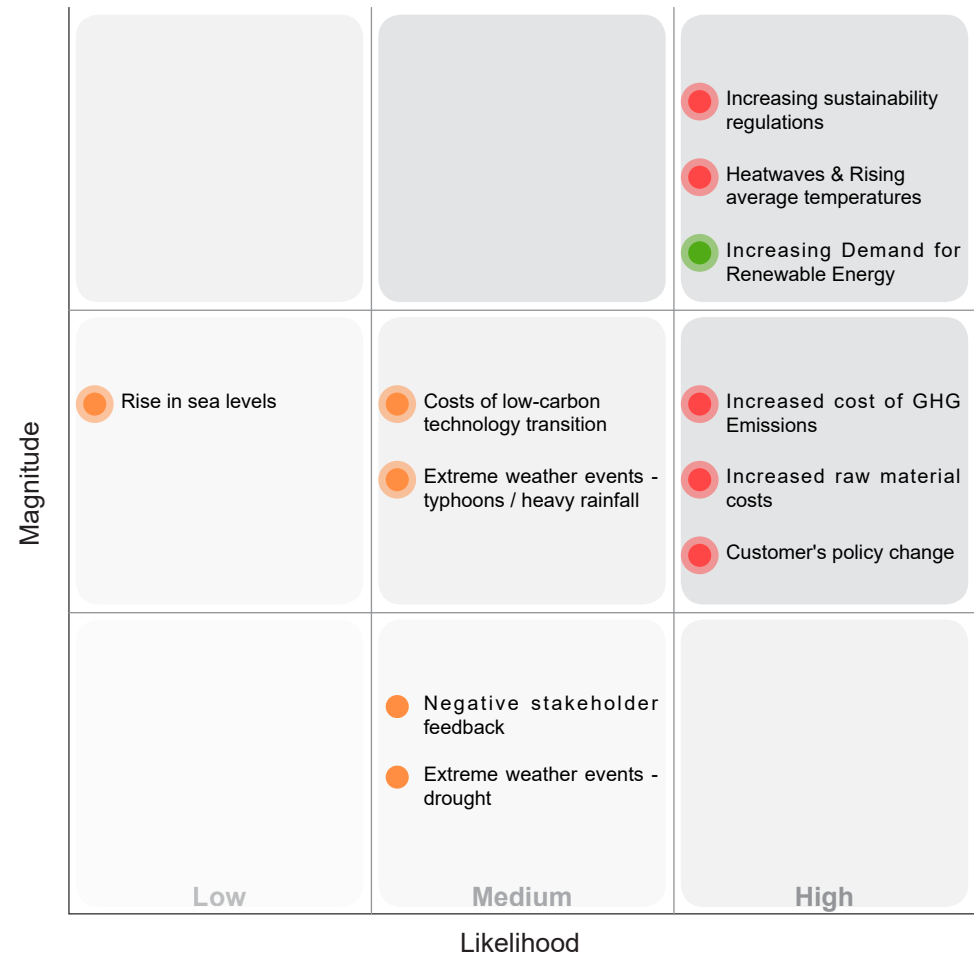 Magnitude
Increasing sustainability
regulations
Heatwaves & Rising
average temperatures
Increasing Demand for
Renewable Energy
Rise in sea levels
Costs of low-carbon
technology transition
Extreme weather events -
typhoons / heavy rainfall
Increased cost of GHG
Emissions
Increased raw material
costs
Customer's policy change
Negative stakeholder
feedback
Extreme weather events -
drought
Low
Medium
High
Likelihood